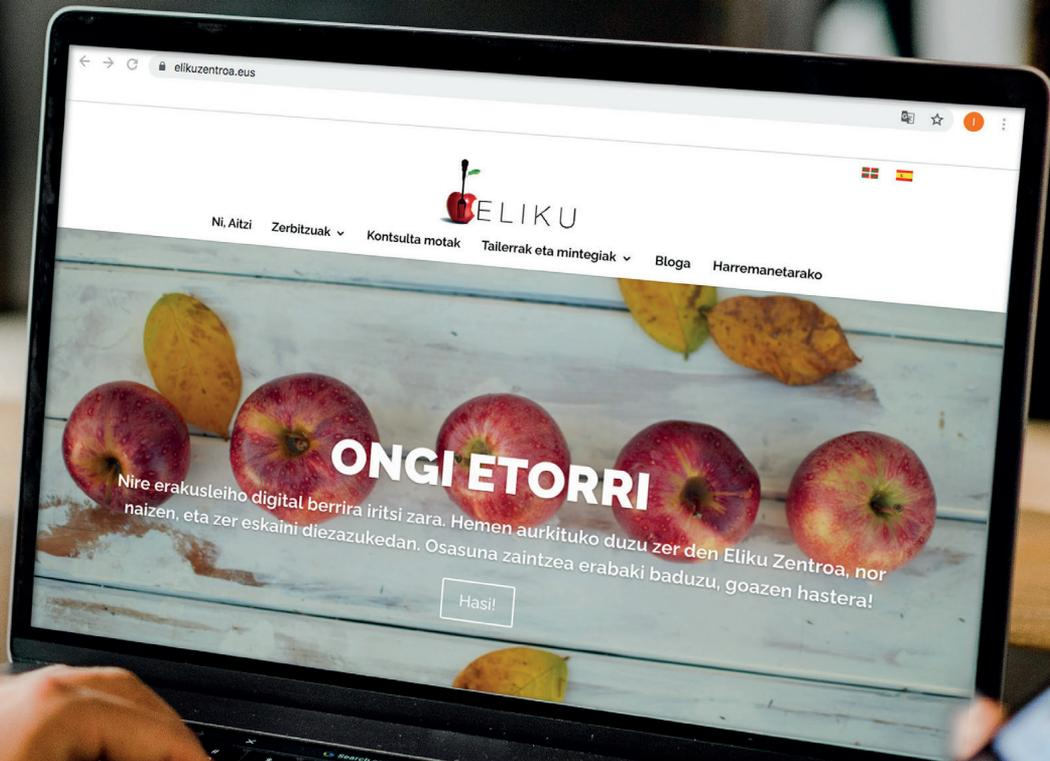 elikuzentroa.eus
I
ELIKU
Ni, Aitzi Zerbitzuak Kontsulta motak Tailerrak eta mintegiak Bloga Harremanetarako
ONGI ETORRI
Nire erakusleiho digital berrira iritsi zara. Hemen aurkituko duzu zer den Eliku Zentroa, nor
naizen, eta zer eskaini diezazukedan. Osasuna zaintzea erabaki baduzu, goazen hastera!
Hasi!
Search